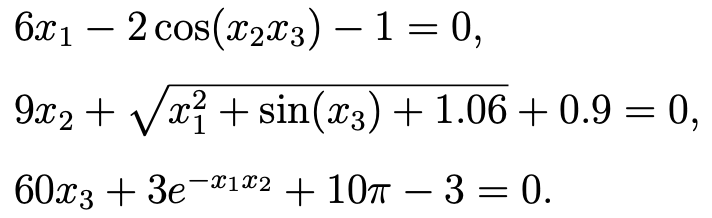 6x₁ − 2 cos(x₂x₃) − 1 = 0,
9x₂ + √(x₁² + sin(x₃) + 1.06) + 0.9 = 0,
60x₃ + 3e^(−x₁x₂) + 10π − 3 = 0.